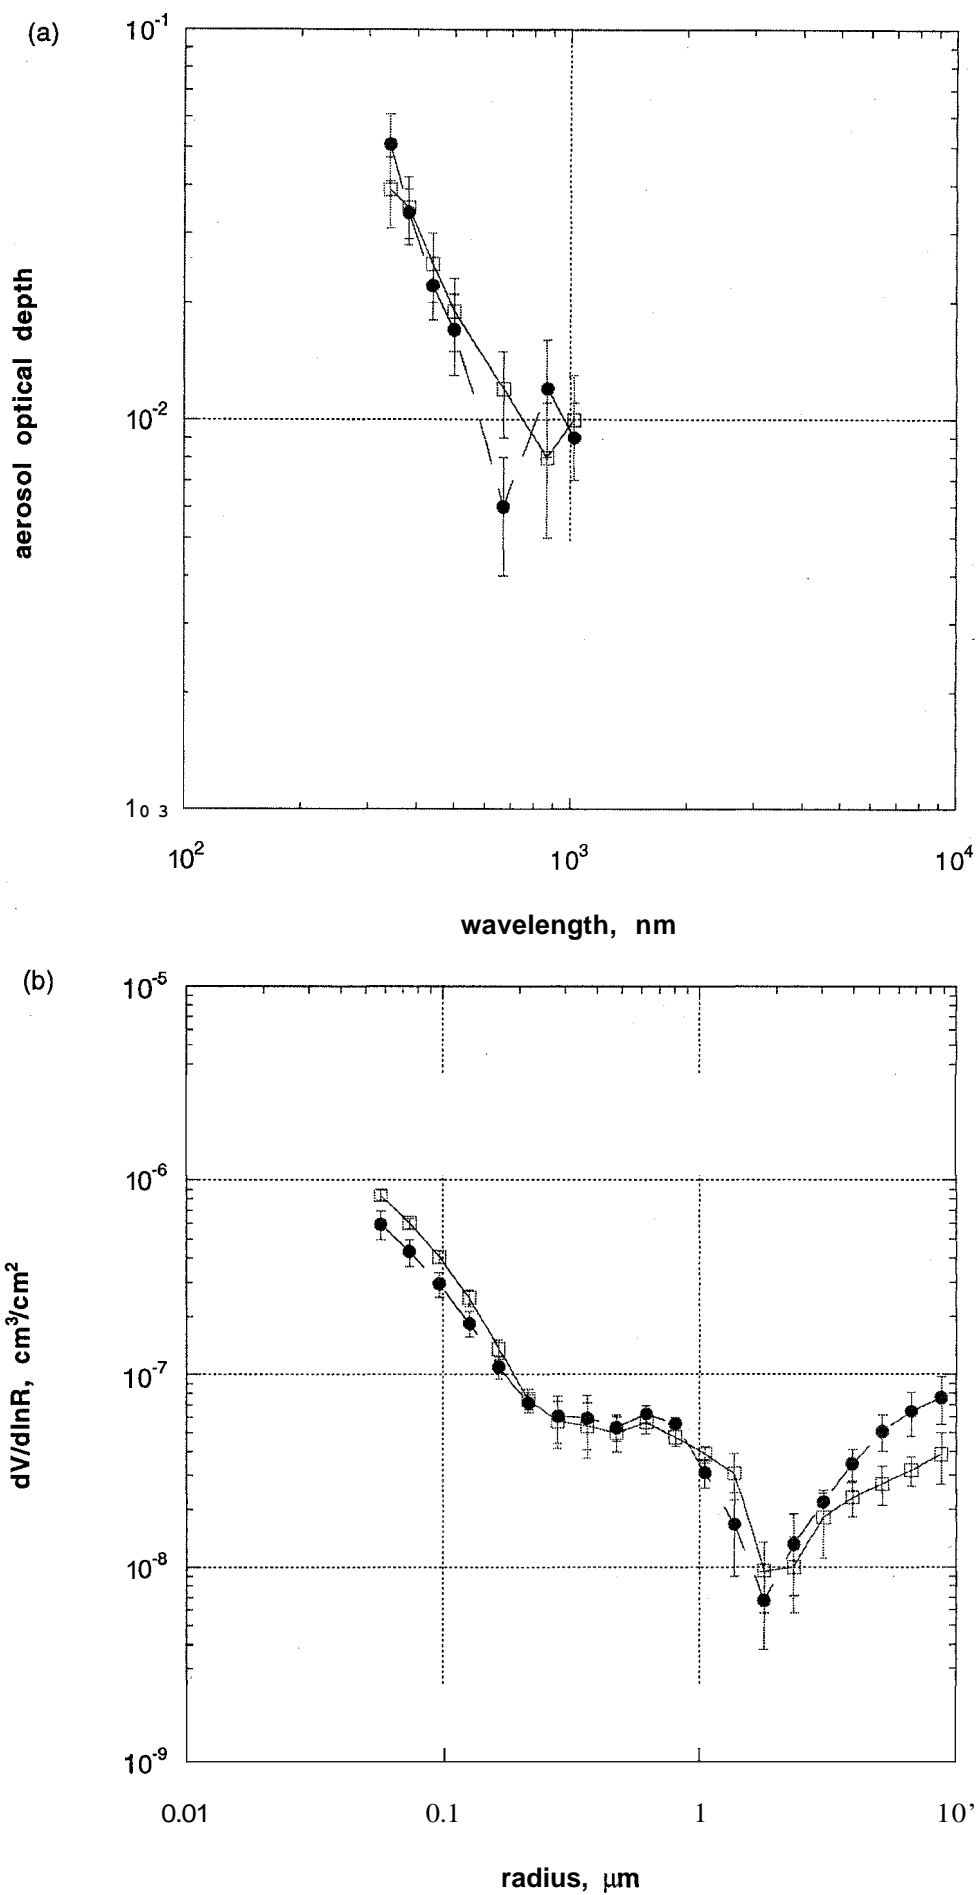 (a)
10⁻¹
10⁻²
10 3
aerosol optical depth
10² 10³ 10⁴
wavelength, nm
(b)
10⁻⁵
10⁻⁶
10⁻⁷
10⁻⁸
10⁻⁹
dV/dlnR, cm³/cm²
0.01 0.1 1 10’
radius, μm